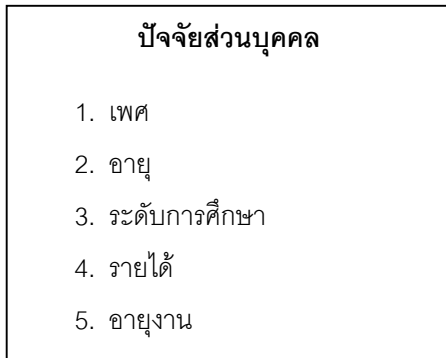 ปัจจัยส่วนบุคคล
1. เพศ
2. อายุ
3. ระดับการศึกษา
4. รายได้
5. อายุงาน